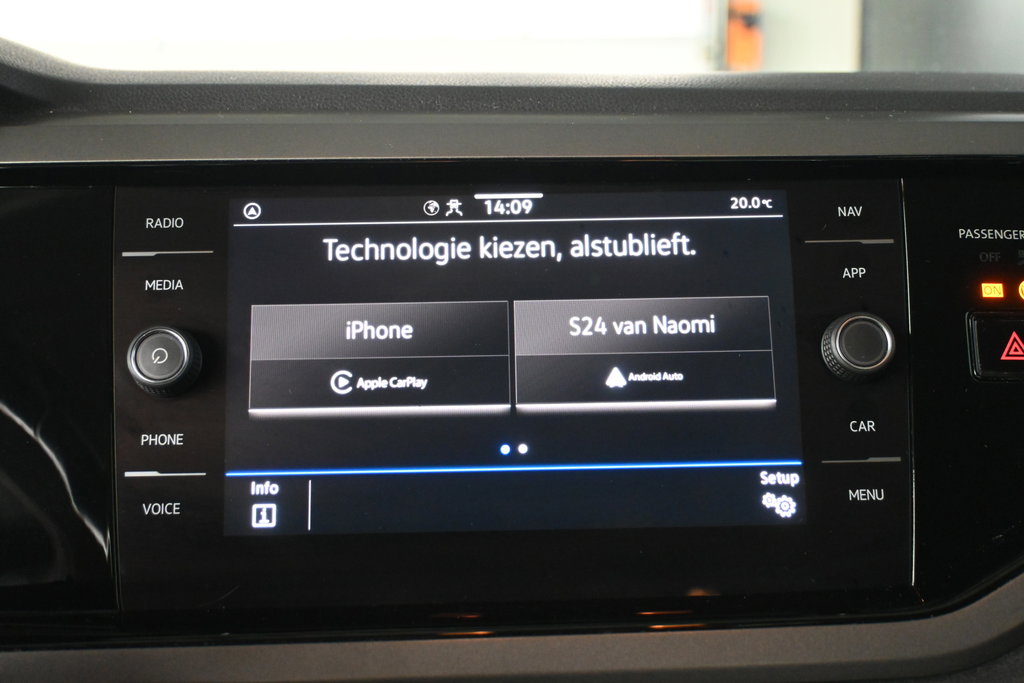 RADIO
MEDIA
PHONE
VOICE
14:09
20.0°C
Technologie kiezen, alstublieft.
iPhone
Apple CarPlay
S24 van Naomi
Android Auto
Info
Setup
NAV
APP
CAR
MENU
PASSENGER
OFF
ON